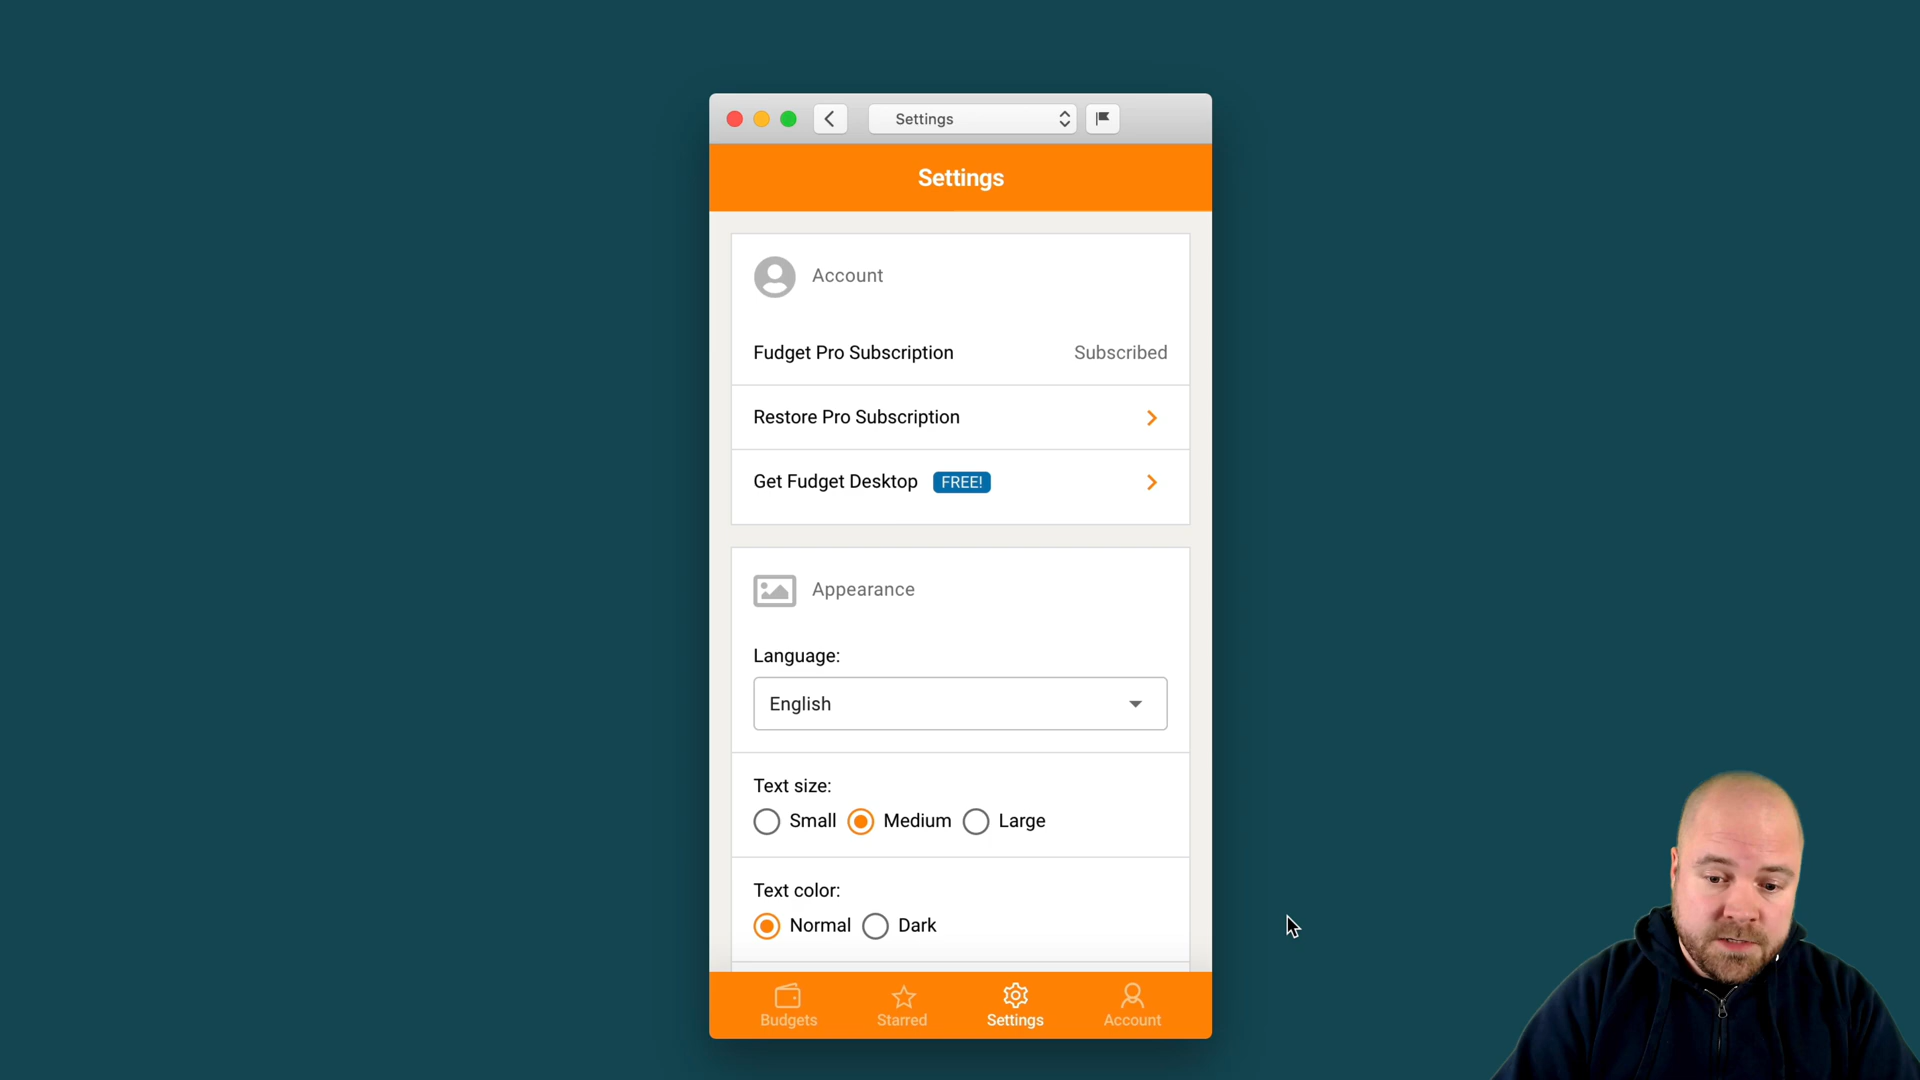 Settings
Settings
Account
Fudget Pro Subscription Subscribed
Restore Pro Subscription
Get Fudget Desktop FREE!
Appearance
Language:
English
Text size:
Small Medium Large
Text color:
Normal Dark
Budgets Starred Settings Account